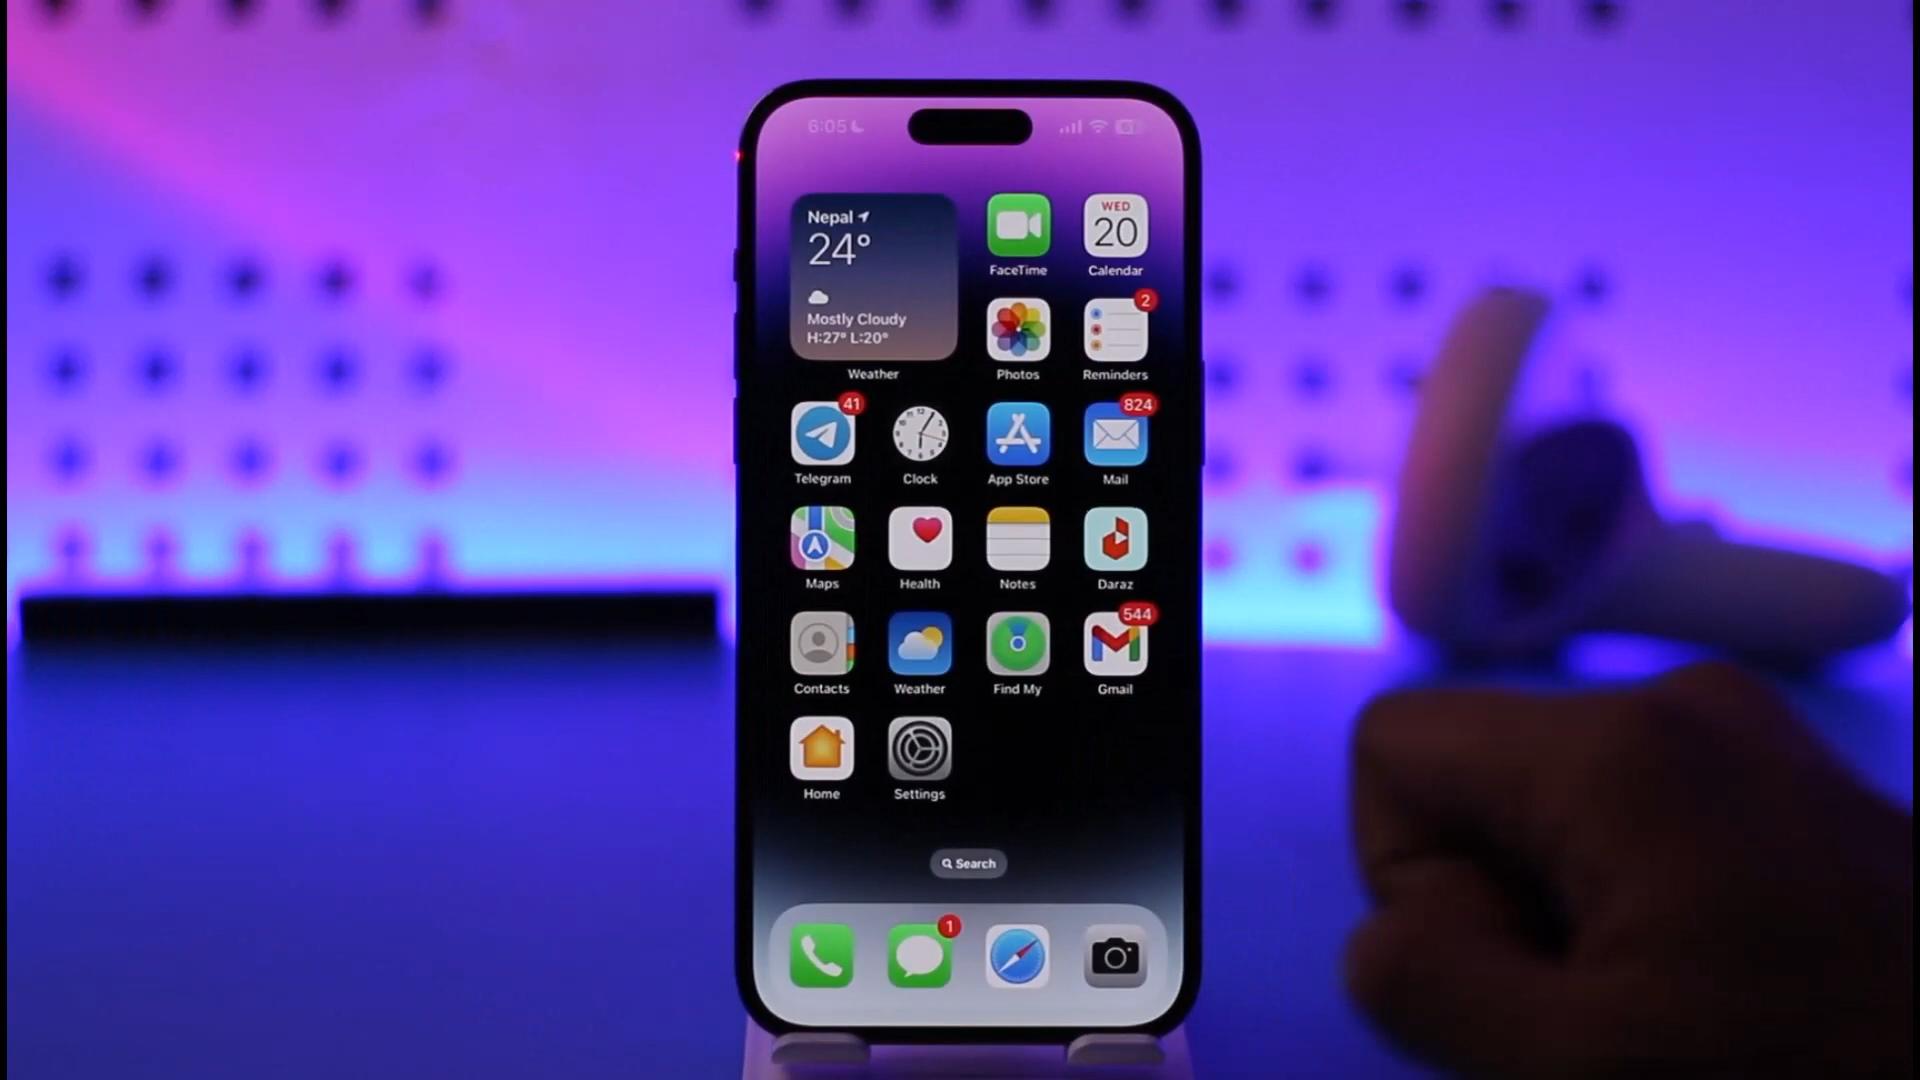 6:05
Nepal
24°
Mostly Cloudy
H:27° L:20°
Weather
FaceTime
WED
20
Calendar
Photos
2
Reminders
41
Telegram
12
Clock
App Store
824
Mail
Maps
Health
Notes
Daraz
Contacts
Weather
Find My
544
Gmail
Home
Settings
Search
1